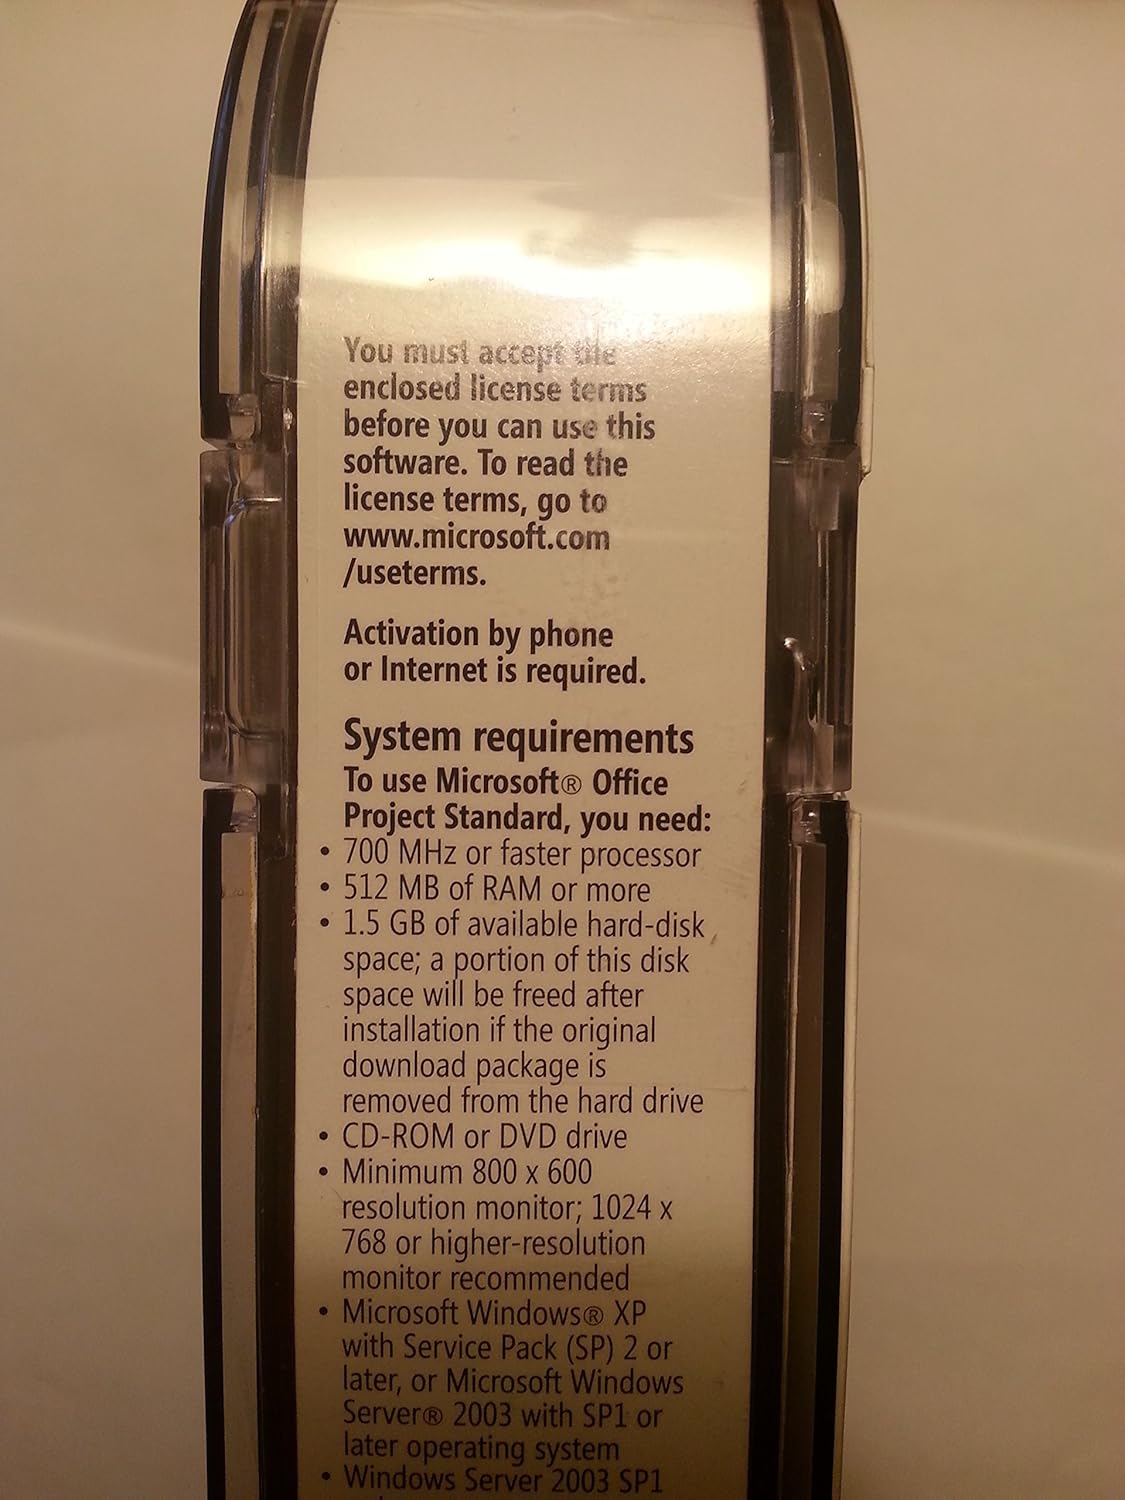 You must accept the
enclosed license terms
before you can use this
software. To read the
license terms, go to
www.microsoft.com
/useterms.
Activation by phone
or Internet is required.
System requirements
To use Microsoft® Office
Project Standard, you need:
• 700 MHz or faster processor
• 512 MB of RAM or more
• 1.5 GB of available hard-disk
space; a portion of this disk
space will be freed after
installation if the original
download package is
removed from the hard drive
• CD-ROM or DVD drive
• Minimum 800 x 600
resolution monitor; 1024 x
768 or higher-resolution
monitor recommended
• Microsoft Windows® XP
with Service Pack (SP) 2 or
later, or Microsoft Windows
Server® 2003 with SP1 or
later operating system
• Windows Server 2003 SP1